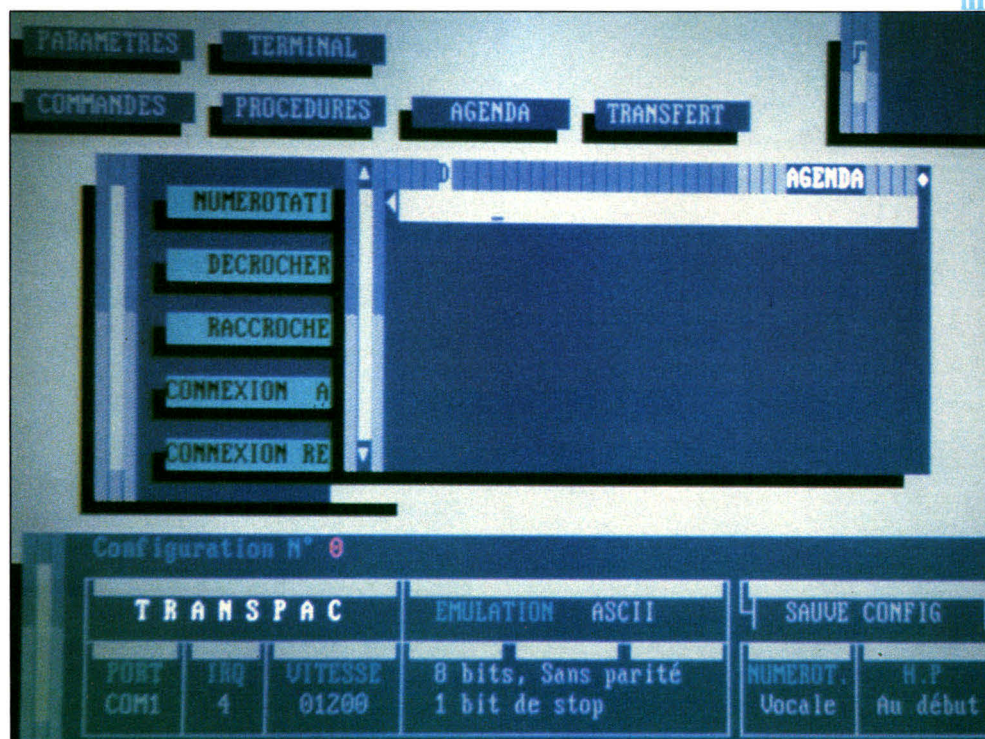 PARAMETRES TERMINAL
COMMANDES PROCEDURES AGENDA TRANSFERT
AGENDA
NUMEROTATI
DECROCHER
RACCROCHE
CONNEXION A
CONNEXION RE
Configuration N° 0
TRANSPAC EMULATION ASCII SAUVE CONFIG
PORT IRQ VITESSE 8 bits, Sans parité NUMEROT. H.P
COM1 4 01200 1 bit de stop Vocale Au début